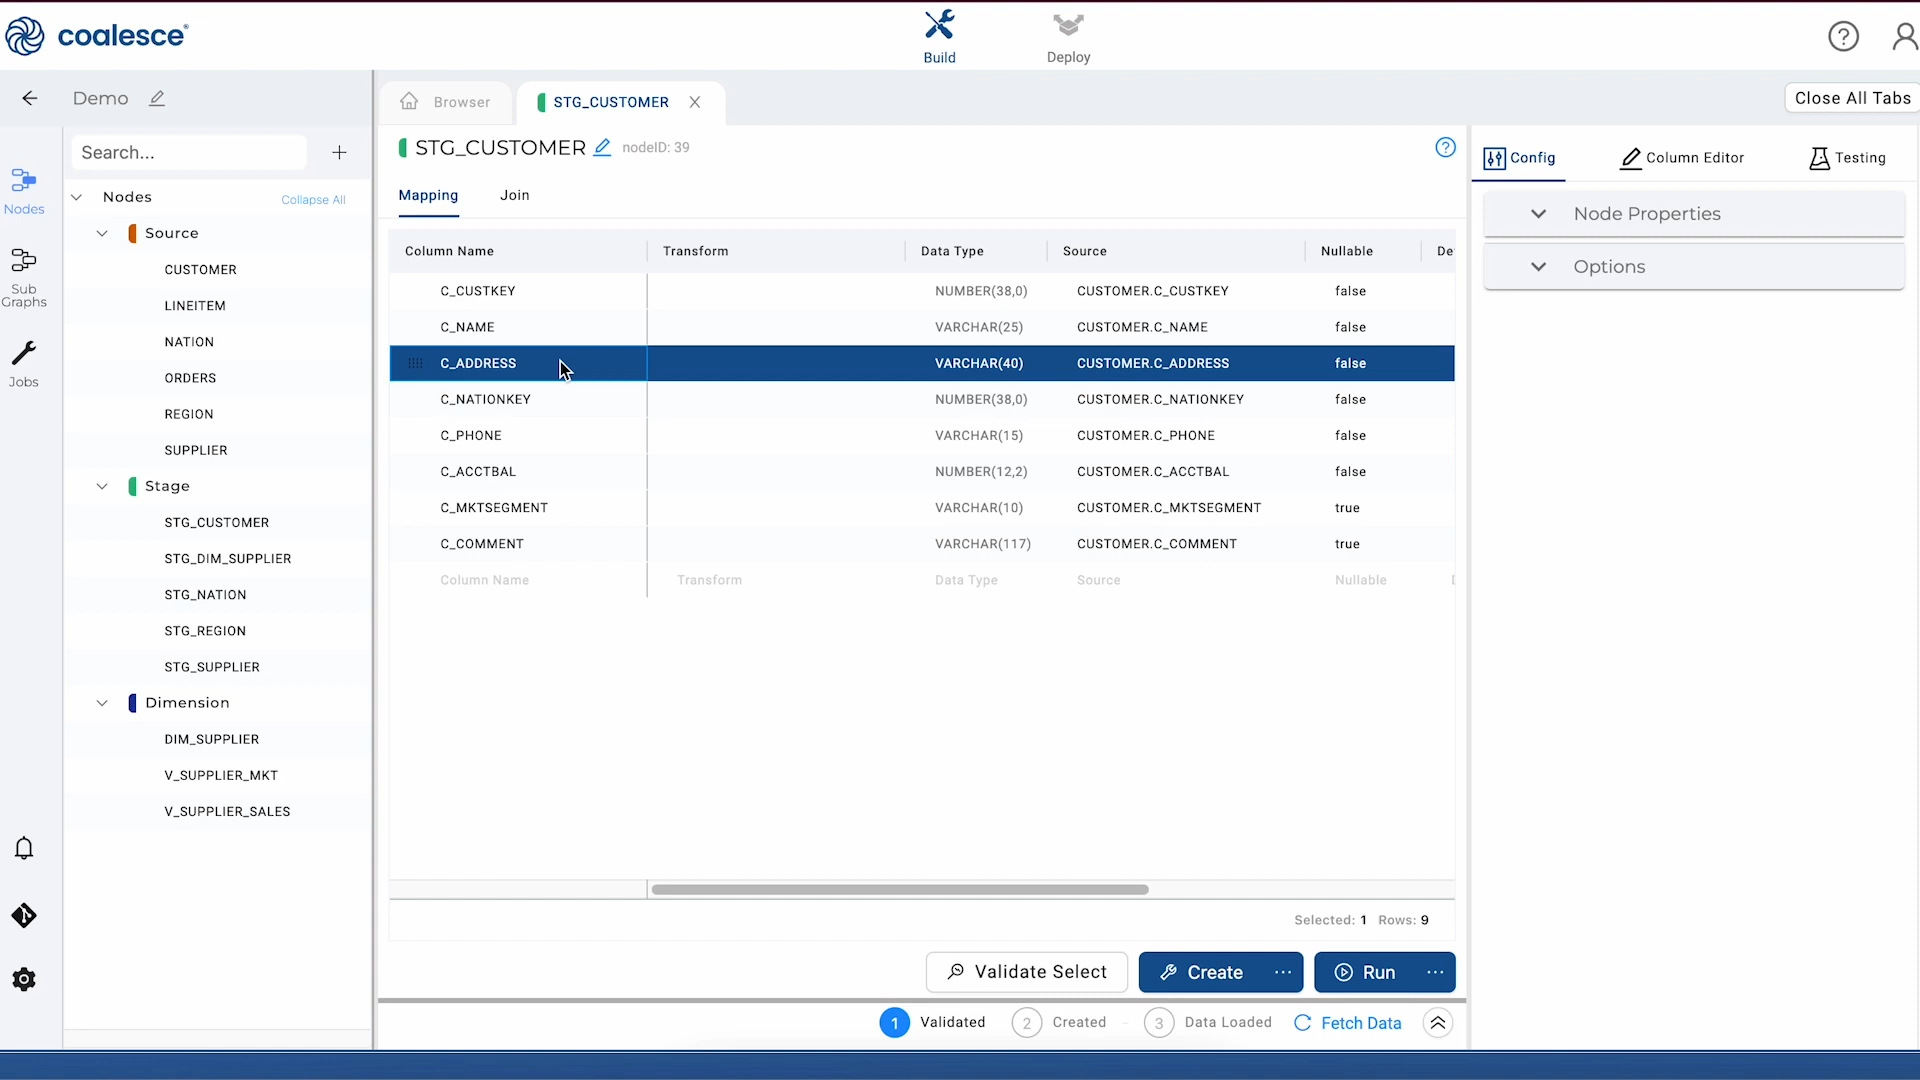 coalesce
Build
Deploy
Demo
Browser
STG_CUSTOMER
Close All Tabs
Search...
Nodes
Sub
Graphs
Jobs
Nodes
Collapse All
Source
CUSTOMER
LINEITEM
NATION
ORDERS
REGION
SUPPLIER
Stage
STG_CUSTOMER
STG_DIM_SUPPLIER
STG_NATION
STG_REGION
STG_SUPPLIER
Dimension
DIM_SUPPLIER
V_SUPPLIER_MKT
V_SUPPLIER_SALES
STG_CUSTOMER nodeID: 39
Mapping Join
Column Name Transform Data Type Source Nullable De
C_CUSTKEY NUMBER(38,0) CUSTOMER.C_CUSTKEY false
C_NAME VARCHAR(25) CUSTOMER.C_NAME false
C_ADDRESS VARCHAR(40) CUSTOMER.C_ADDRESS false
C_NATIONKEY NUMBER(38,0) CUSTOMER.C_NATIONKEY false
C_PHONE VARCHAR(15) CUSTOMER.C_PHONE false
C_ACCTBAL NUMBER(12,2) CUSTOMER.C_ACCTBAL false
C_MKTSEGMENT VARCHAR(10) CUSTOMER.C_MKTSEGMENT true
C_COMMENT VARCHAR(117) CUSTOMER.C_COMMENT true
Column Name Transform Data Type Source Nullable
Selected: 1 Rows: 9
Validate Select Create ... Run ...
1 Validated 2 Created - 3 Data Loaded Fetch Data
Config Column Editor Testing
Node Properties
Options